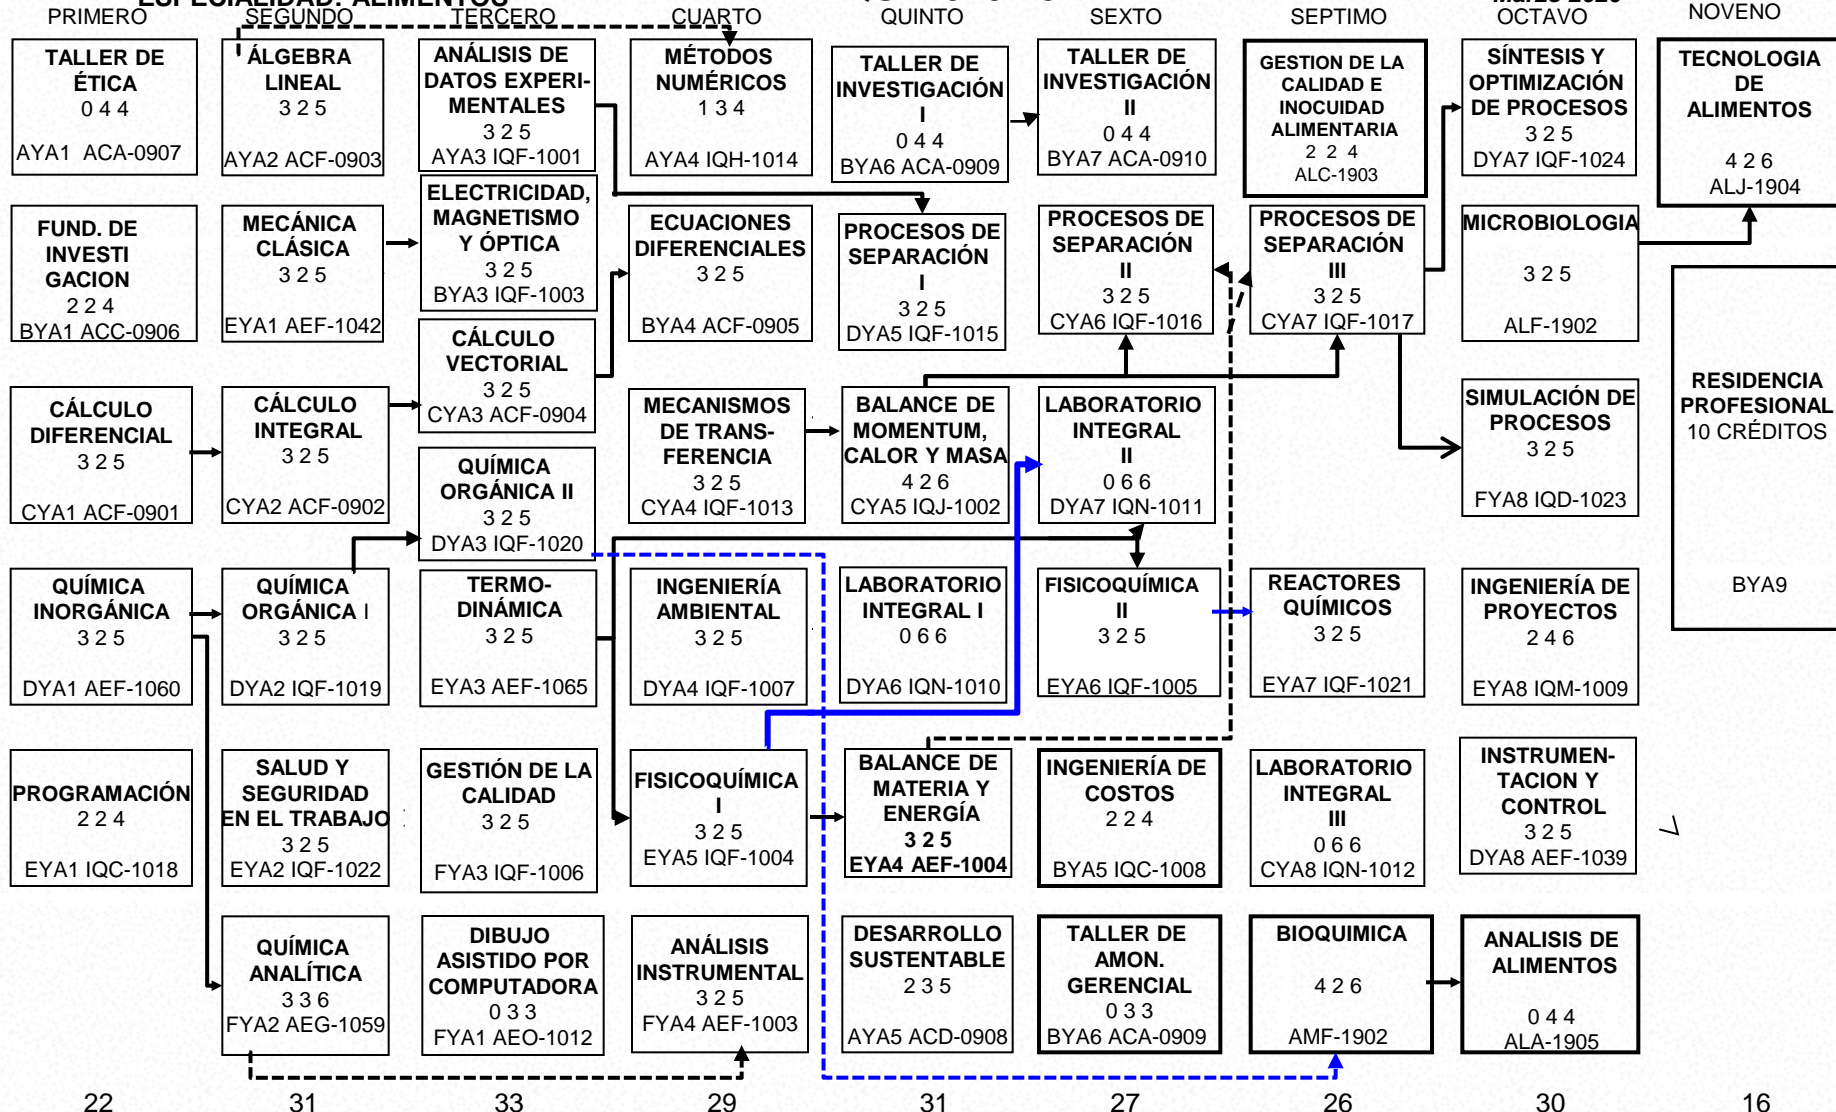 ESPECIALIDAD: ALIMENTOS
PRIMERO
SEGUNDO
TERCERO
CUARTO
QUINTO
SEXTO
SEPTIMO
OCTAVO
NOVENO
TALLER DE
ÉTICA
0 4 4
AYA1 ACA-0907
FUND. DE
INVESTI
GACION
2 2 4
BYA1 ACC-0906
CÁLCULO
DIFERENCIAL
3 2 5
CYA1 ACF-0901
QUÍMICA
INORGÁNICA
3 2 5
DYA1 AEF-1060
PROGRAMACIÓN
2 2 4
EYA1 IQC-1018
22
ÁLGEBRA
LINEAL
3 2 5
AYA2 ACF-0903
MECÁNICA
CLÁSICA
3 2 5
EYA1 AEF-1042
CÁLCULO
INTEGRAL
3 2 5
CYA2 ACF-0902
QUÍMICA
ORGÁNICA I
3 2 5
DYA2 IQF-1019
SALUD Y
SEGURIDAD
EN EL TRABAJO
3 2 5
EYA2 IQF-1022
QUÍMICA
ANALÍTICA
3 3 6
FYA2 AEG-1059
31
ANÁLISIS DE
DATOS EXPERI-
MENTALES
3 2 5
AYA3 IQF-1001
ELECTRICIDAD,
MAGNETISMO
Y ÓPTICA
3 2 5
BYA3 IQF-1003
CÁLCULO
VECTORIAL
3 2 5
CYA3 ACF-0904
QUÍMICA
ORGÁNICA II
3 2 5
DYA3 IQF-1020
TERMO-
DINÁMICA
3 2 5
EYA3 AEF-1065
GESTIÓN DE LA
CALIDAD
3 2 5
FYA3 IQF-1006
DIBUJO
ASISTIDO POR
COMPUTADORA
0 3 3
FYA1 AEO-1012
33
MÉTODOS
NUMÉRICOS
1 3 4
AYA4 IQH-1014
ECUACIONES
DIFERENCIALES
3 2 5
BYA4 ACF-0905
MECANISMOS
DE TRANS-
FERENCIA
3 2 5
CYA4 IQF-1013
INGENIERÍA
AMBIENTAL
3 2 5
DYA4 IQF-1007
FISICOQUÍMICA
I
3 2 5
EYA5 IQF-1004
ANÁLISIS
INSTRUMENTAL
3 2 5
FYA4 AEF-1003
29
TALLER DE
INVESTIGACIÓN
I
0 4 4
BYA6 ACA-0909
PROCESOS DE
SEPARACIÓN
I
3 2 5
DYA5 IQF-1015
BALANCE DE
MOMENTUM,
CALOR Y MASA
4 2 6
CYA5 IQJ-1002
LABORATORIO
INTEGRAL I
0 6 6
DYA6 IQN-1010
BALANCE DE
MATERIA Y
ENERGÍA
3 2 5
EYA4 AEF-1004
DESARROLLO
SUSTENTABLE
2 3 5
AYA5 ACD-0908
31
TALLER DE
INVESTIGACIÓN
II
0 4 4
BYA7 ACA-0910
PROCESOS DE
SEPARACIÓN
II
3 2 5
CYA6 IQF-1016
LABORATORIO
INTEGRAL
II
0 6 6
DYA7 IQN-1011
FISICOQUÍMICA
II
3 2 5
EYA6 IQF-1005
INGENIERÍA DE
COSTOS
2 2 4
BYA5 IQC-1008
TALLER DE
AMON.
GERENCIAL
0 3 3
BYA6 ACA-0909
27
GESTION DE LA
CALIDAD E
INOCUIDAD
ALIMENTARIA
2 2 4
ALC-1903
PROCESOS DE
SEPARACIÓN
III
3 2 5
CYA7 IQF-1017
REACTORES
QUÍMICOS
3 2 5
EYA7 IQF-1021
LABORATORIO
INTEGRAL
III
0 6 6
CYA8 IQN-1012
BIOQUIMICA
4 2 6
AMF-1902
26
SÍNTESIS Y
OPTIMIZACIÓN
DE PROCESOS
3 2 5
DYA7 IQF-1024
MICROBIOLOGIA
3 2 5
ALF-1902
SIMULACIÓN DE
PROCESOS
3 2 5
FYA8 IQD-1023
INGENIERÍA DE
PROYECTOS
2 4 6
EYA8 IQM-1009
INSTRUMEN-
TACION Y
CONTROL
3 2 5
DYA8 AEF-1039
ANALISIS DE
ALIMENTOS
0 4 4
ALA-1905
30
TECNOLOGIA
DE
ALIMENTOS
4 2 6
ALJ-1904
RESIDENCIA
PROFESIONAL
10 CRÉDITOS
BYA9
16